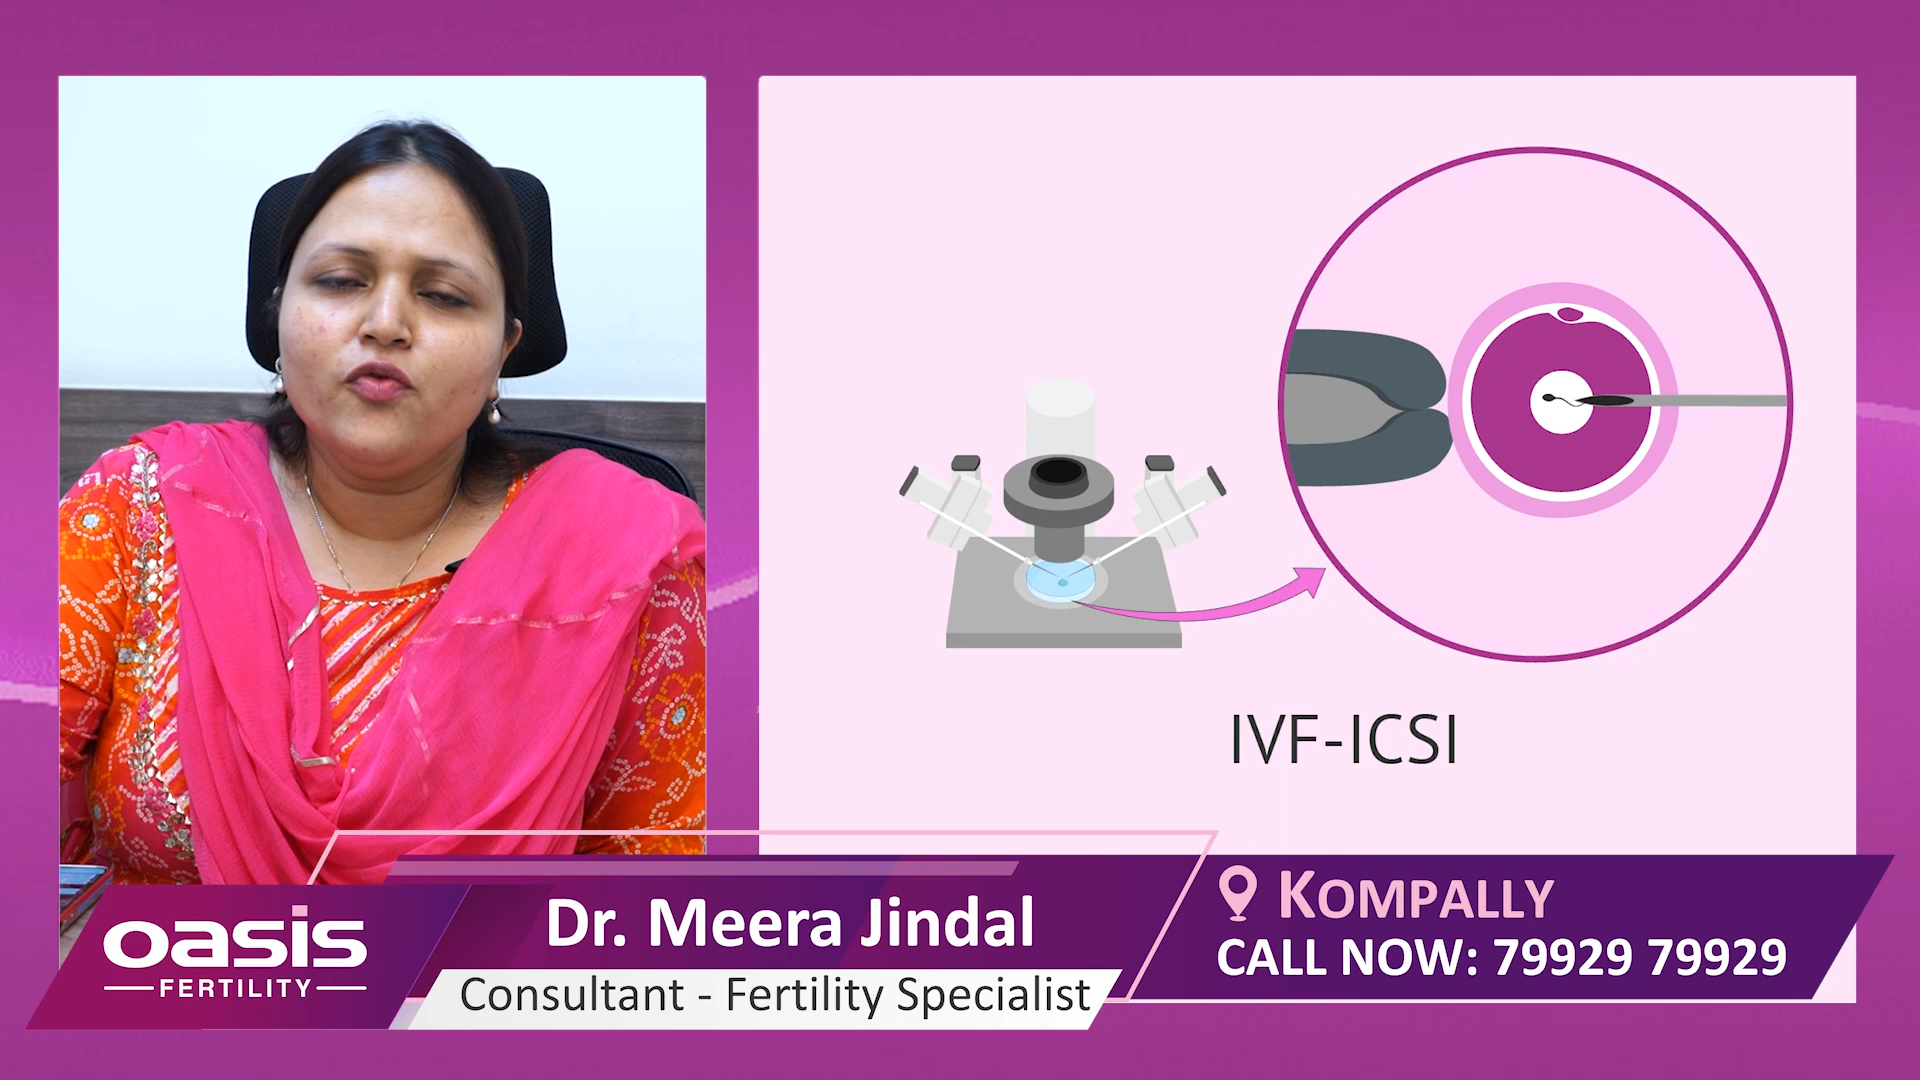 IVF-ICSI
Dr. Meera Jindal
Consultant - Fertility Specialist
oasis
FERTILITY
KOMPALLY
CALL NOW: 79929 79929